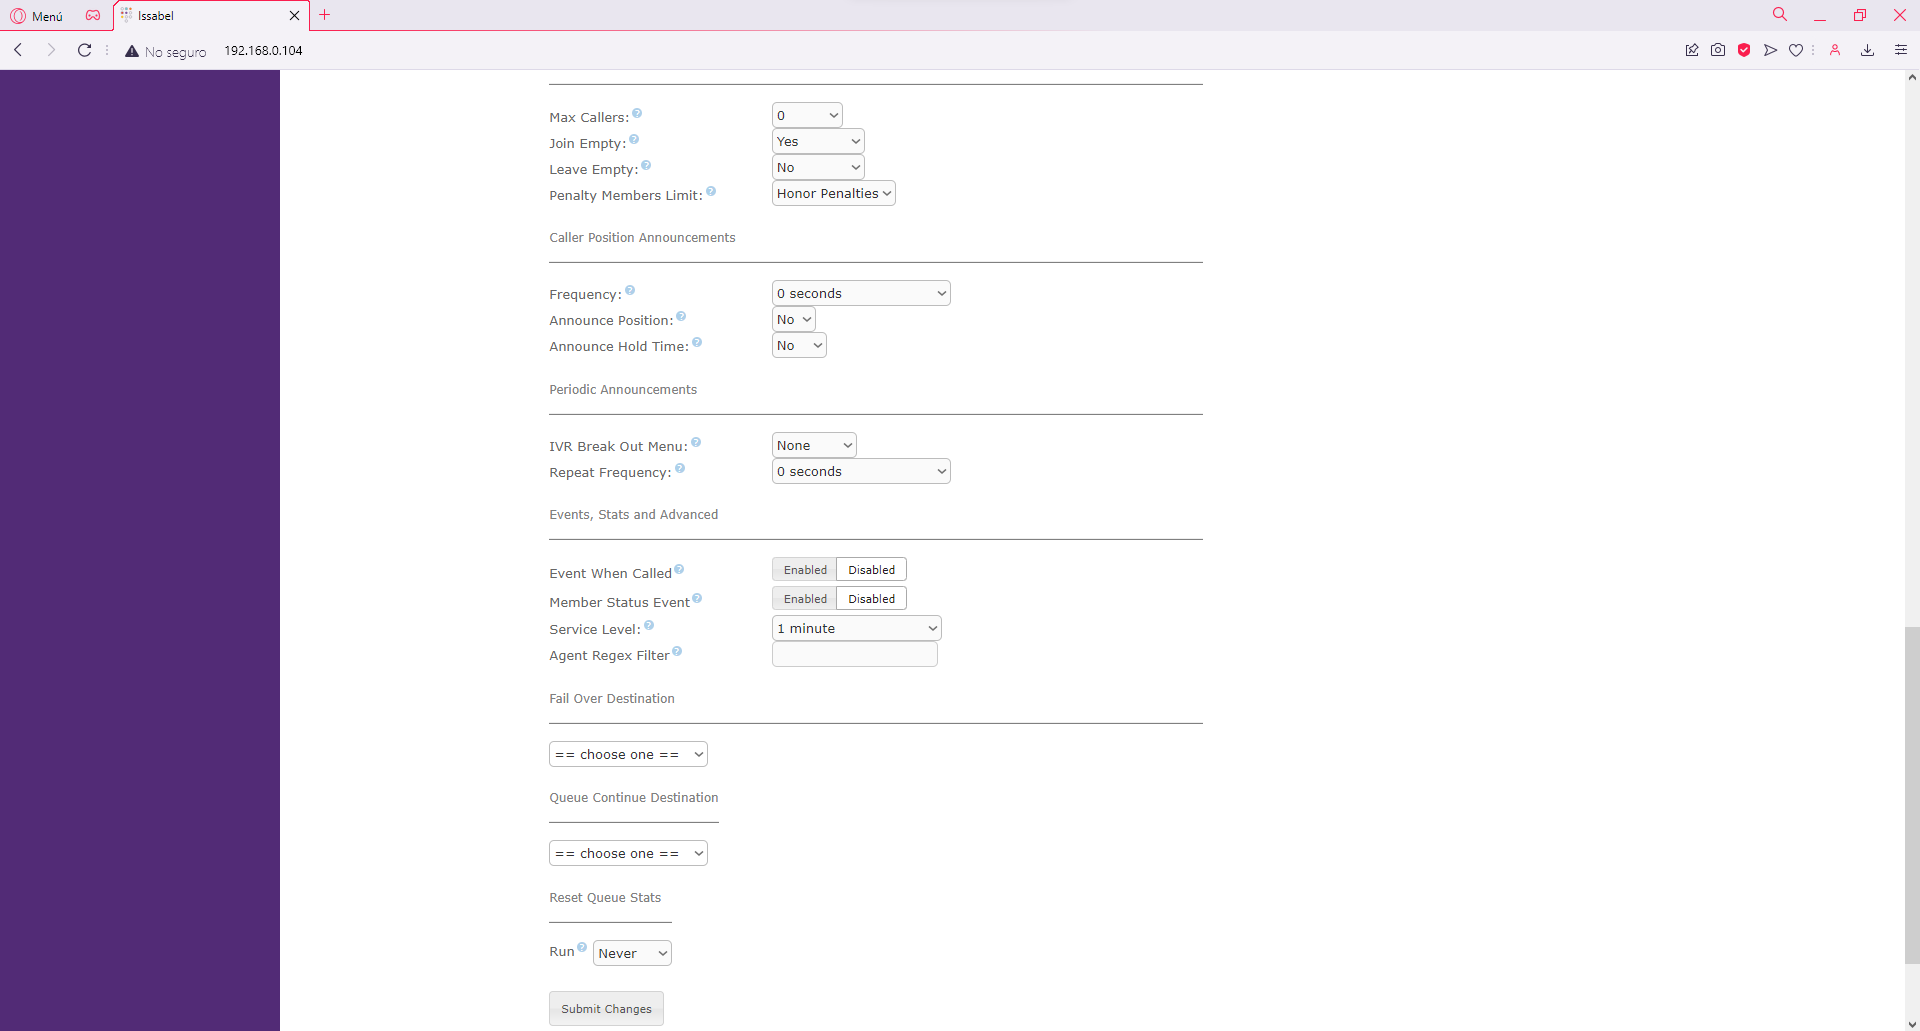 Menú
Issabel
No seguro 192.168.0.104
Max Callers: 0
Join Empty: Yes
Leave Empty: No
Penalty Members Limit: Honor Penalties
Caller Position Announcements
Frequency: 0 seconds
Announce Position: No
Announce Hold Time: No
Periodic Announcements
IVR Break Out Menu: None
Repeat Frequency: 0 seconds
Events, Stats and Advanced
Event When Called Enabled Disabled
Member Status Event Enabled Disabled
Service Level: 1 minute
Agent Regex Filter
Fail Over Destination
== choose one ==
Queue Continue Destination
== choose one ==
Reset Queue Stats
Run Never
Submit Changes